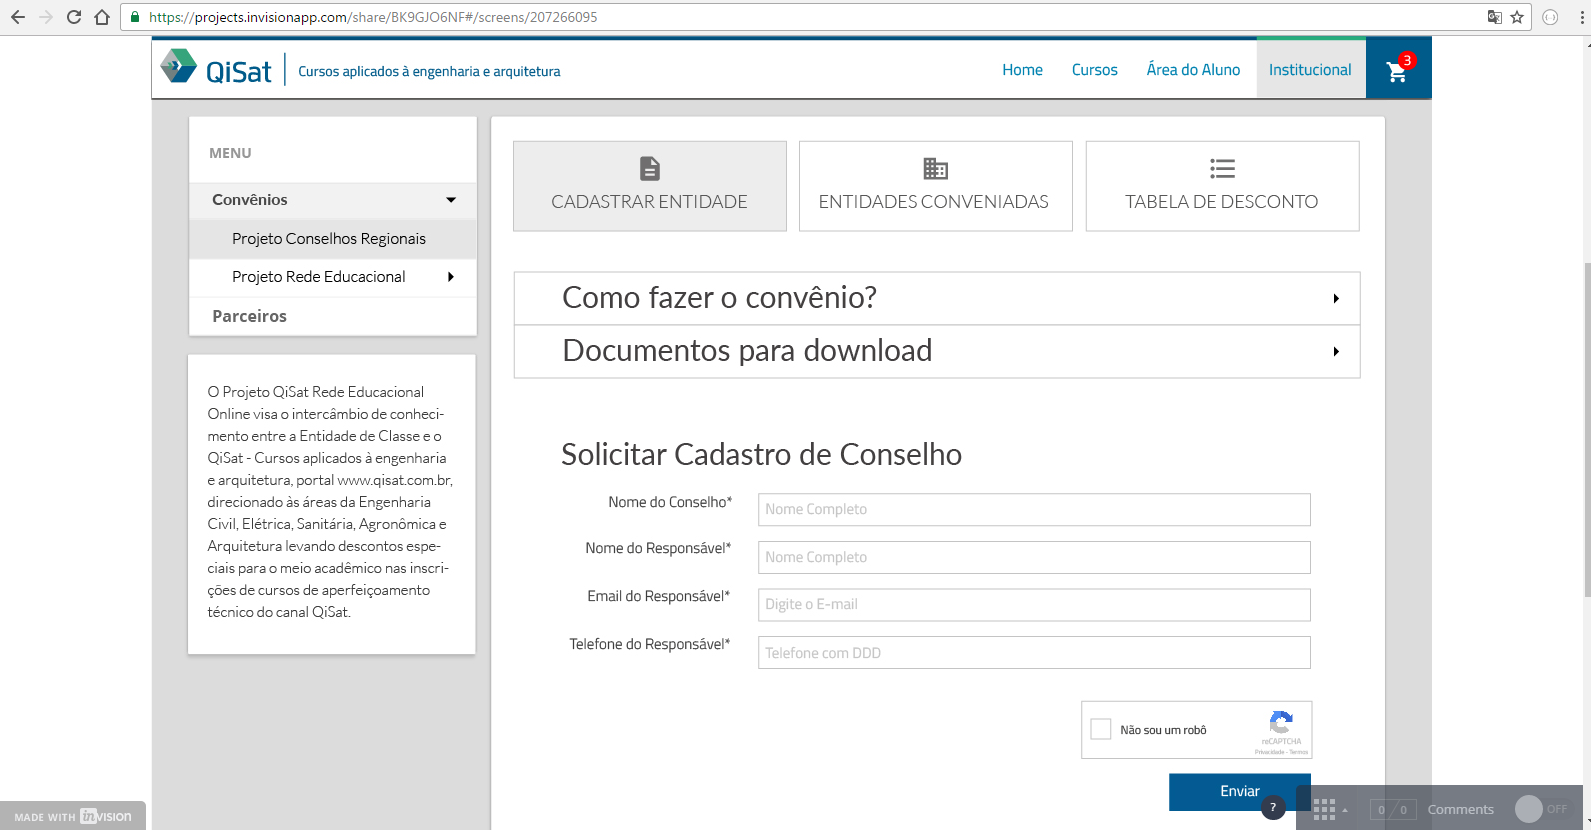 https://projects.invisionapp.com/share/BK9GJO6NF#/screens/207266095
QiSat
Cursos aplicados à engenharia e arquitetura
Home
Cursos
Área do Aluno
Institucional
3
MENU
Convênios
Projeto Conselhos Regionais
Projeto Rede Educacional
Parceiros
O Projeto QiSat Rede Educacional
Online visa o intercâmbio de conheci-
mento entre a Entidade de Classe e o
QiSat - Cursos aplicados à engenharia
e arquitetura, portal www.qisat.com.br,
direcionado às áreas da Engenharia
Civil, Elétrica, Sanitária, Agronômica e
Arquitetura levando descontos espe-
ciais para o meio acadêmico nas inscri-
ções de cursos de aperfeiçoamento
técnico do canal QiSat.
CADASTRAR ENTIDADE
ENTIDADES CONVENIADAS
TABELA DE DESCONTO
Como fazer o convênio?
Documentos para download
Solicitar Cadastro de Conselho
Nome do Conselho*
Nome Completo
Nome do Responsável*
Nome Completo
Email do Responsável*
Digite o E-mail
Telefone do Responsável*
Telefone com DDD
Não sou um robô
reCAPTCHA
Privacidade - Termos
Enviar
?
0/0
Comments
OFF
MADE WITH invision